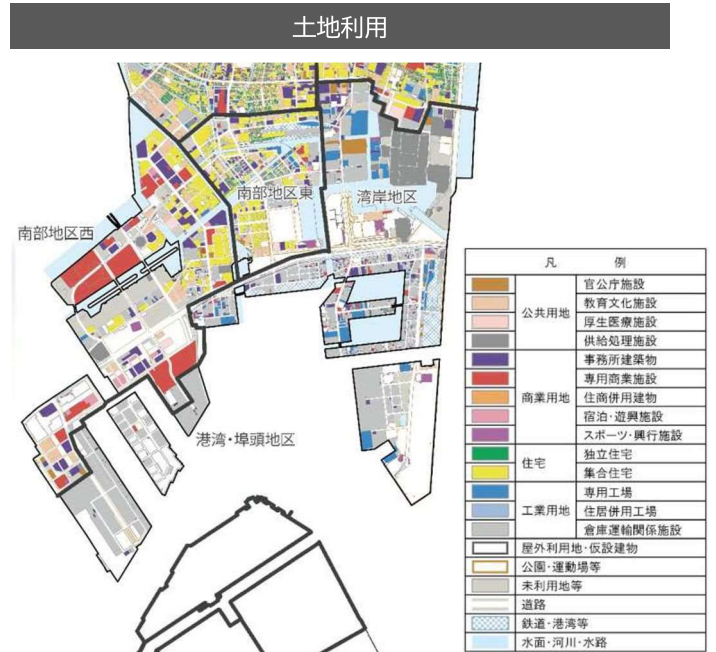 土地利用
南部地区東
湾岸地区
南部地区西
港湾・埠頭地区
凡 例
公共用地
官公庁施設
教育文化施設
厚生医療施設
供給処理施設
商業用地
事務所建築物
専用商業施設
住商併用建物
宿泊・遊興施設
スポーツ・興行施設
住宅
独立住宅
集合住宅
工業用地
専用工場
住居併用工場
倉庫運輸関係施設
屋外利用地・仮設建物
公園・運動場等
未利用地等
道路
鉄道・港湾等
水面・河川・水路